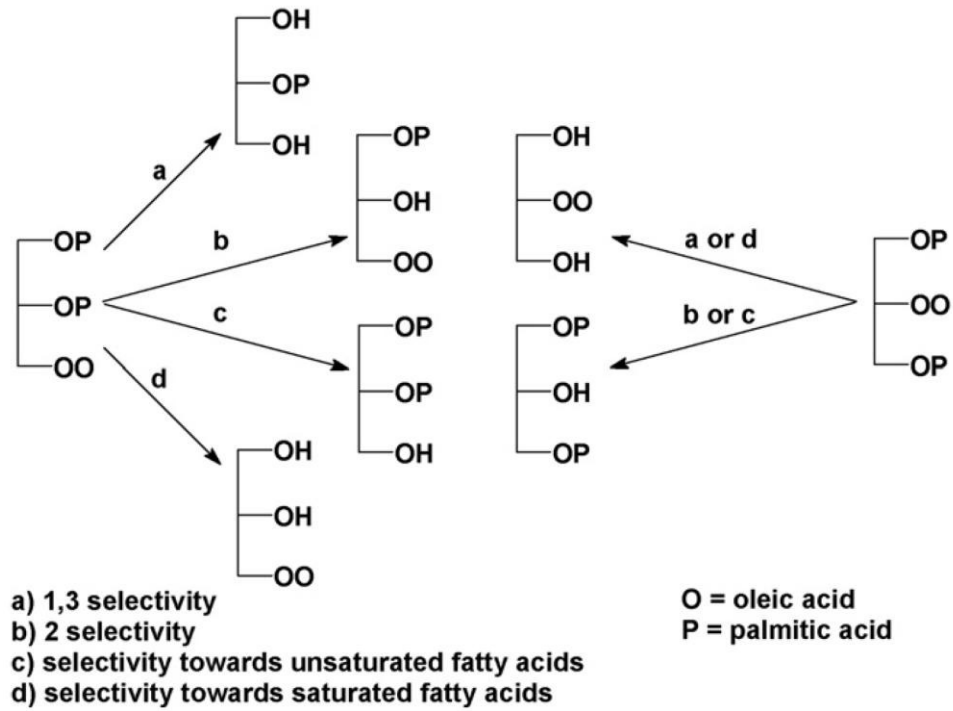 OH
OP
OH
a
OP
OH
OO
OH
OO
OH
b
a or d
OP
OP
OO
OP
OO
OP
c
b or c
OP
OP
OH
OP
OH
OP
d
OH
OH
OO
a) 1,3 selectivity
b) 2 selectivity
c) selectivity towards unsaturated fatty acids
d) selectivity towards saturated fatty acids
O = oleic acid
P = palmitic acid